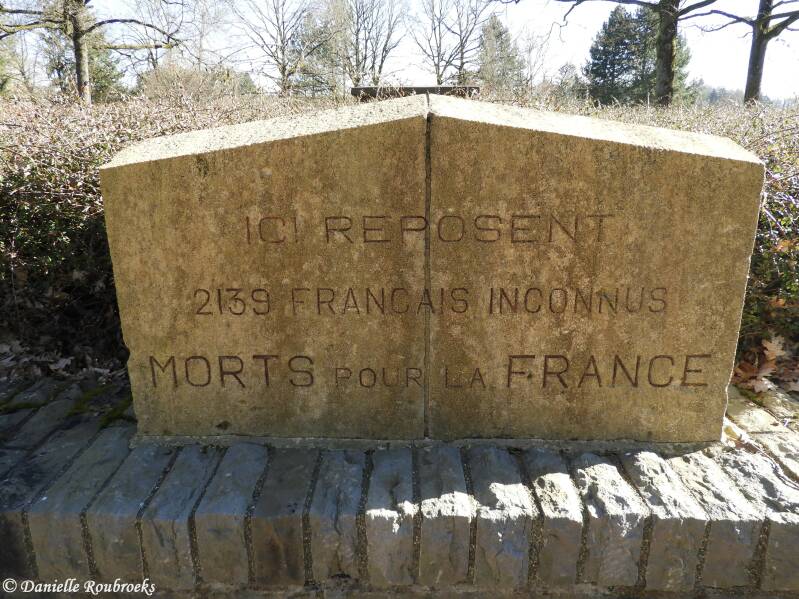 ICI REPOSENT
2139 FRANCAIS INCONNUS
MORTS POUR LA FRANCE
© Danielle Roubroeks